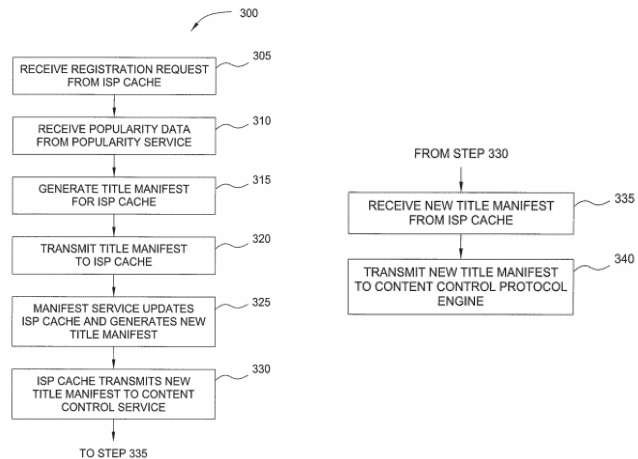 300
RECEIVE REGISTRATION REQUEST
FROM ISP CACHE
305
RECEIVE POPULARITY DATA
FROM POPULARITY SERVICE
310
GENERATE TITLE MANIFEST
FOR ISP CACHE
315
TRANSMIT TITLE MANIFEST
TO ISP CACHE
320
MANIFEST SERVICE UPDATES
ISP CACHE AND GENERATES NEW
TITLE MANIFEST
325
ISP CACHE TRANSMITS NEW
TITLE MANIFEST TO CONTENT
CONTROL SERVICE
330
TO STEP 335
FROM STEP 330
RECEIVE NEW TITLE MANIFEST
FROM ISP CACHE
335
TRANSMIT NEW TITLE MANIFEST
TO CONTENT CONTROL PROTOCOL
ENGINE
340